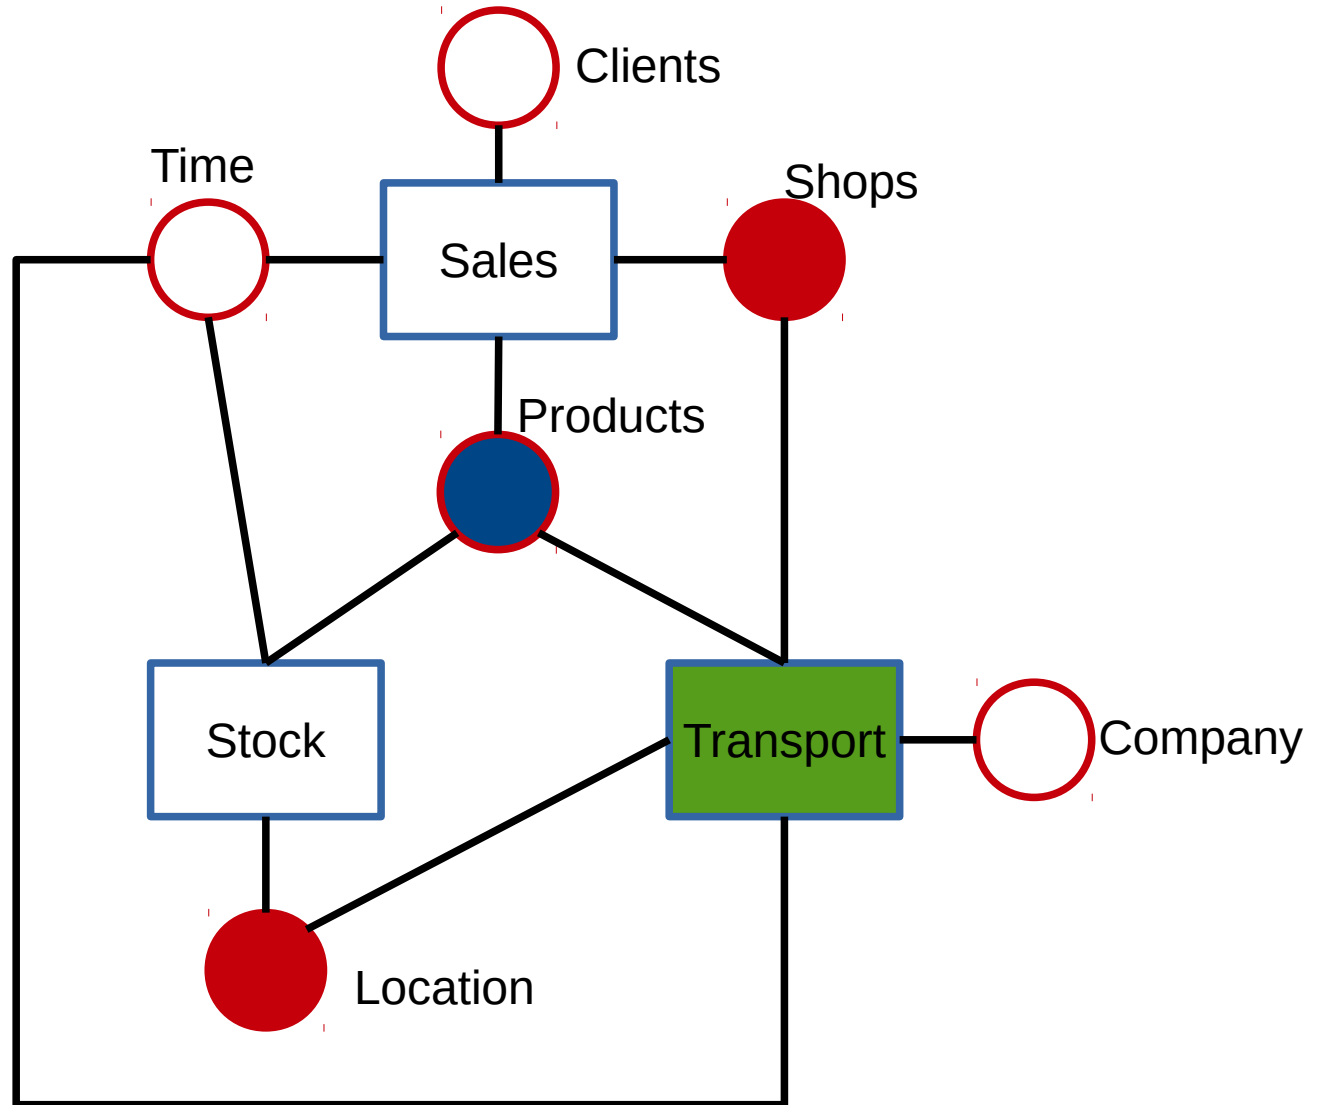 Clients
Time
Shops
Sales
Products
Stock
Transport
Company
Location